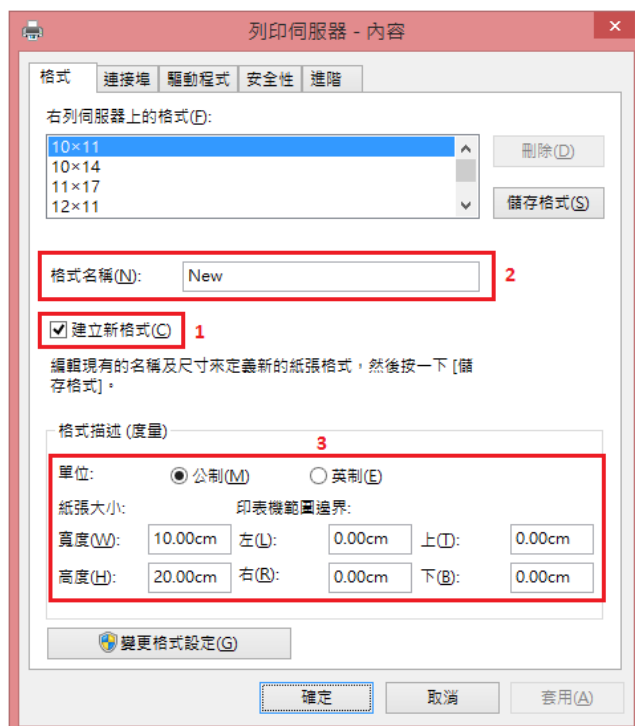 列印伺服器 - 內容
格式 連接埠 驅動程式 安全性 進階
右列伺服器上的格式(F):
10×11
10×14
11×17
12×11
刪除(D)
儲存格式(S)
格式名稱(N): New 2
建立新格式(C) 1
編輯現有的名稱及尺寸來定義新的紙張格式，然後按一下 [儲
存格式]。
格式描述 (度量)
3
單位: 公制(M) 英制(E)
紙張大小: 印表機範圍邊界:
寬度(W): 10.00cm 左(L): 0.00cm 上(T): 0.00cm
高度(H): 20.00cm 右(R): 0.00cm 下(B): 0.00cm
變更格式設定(G)
確定 取消 套用(A)